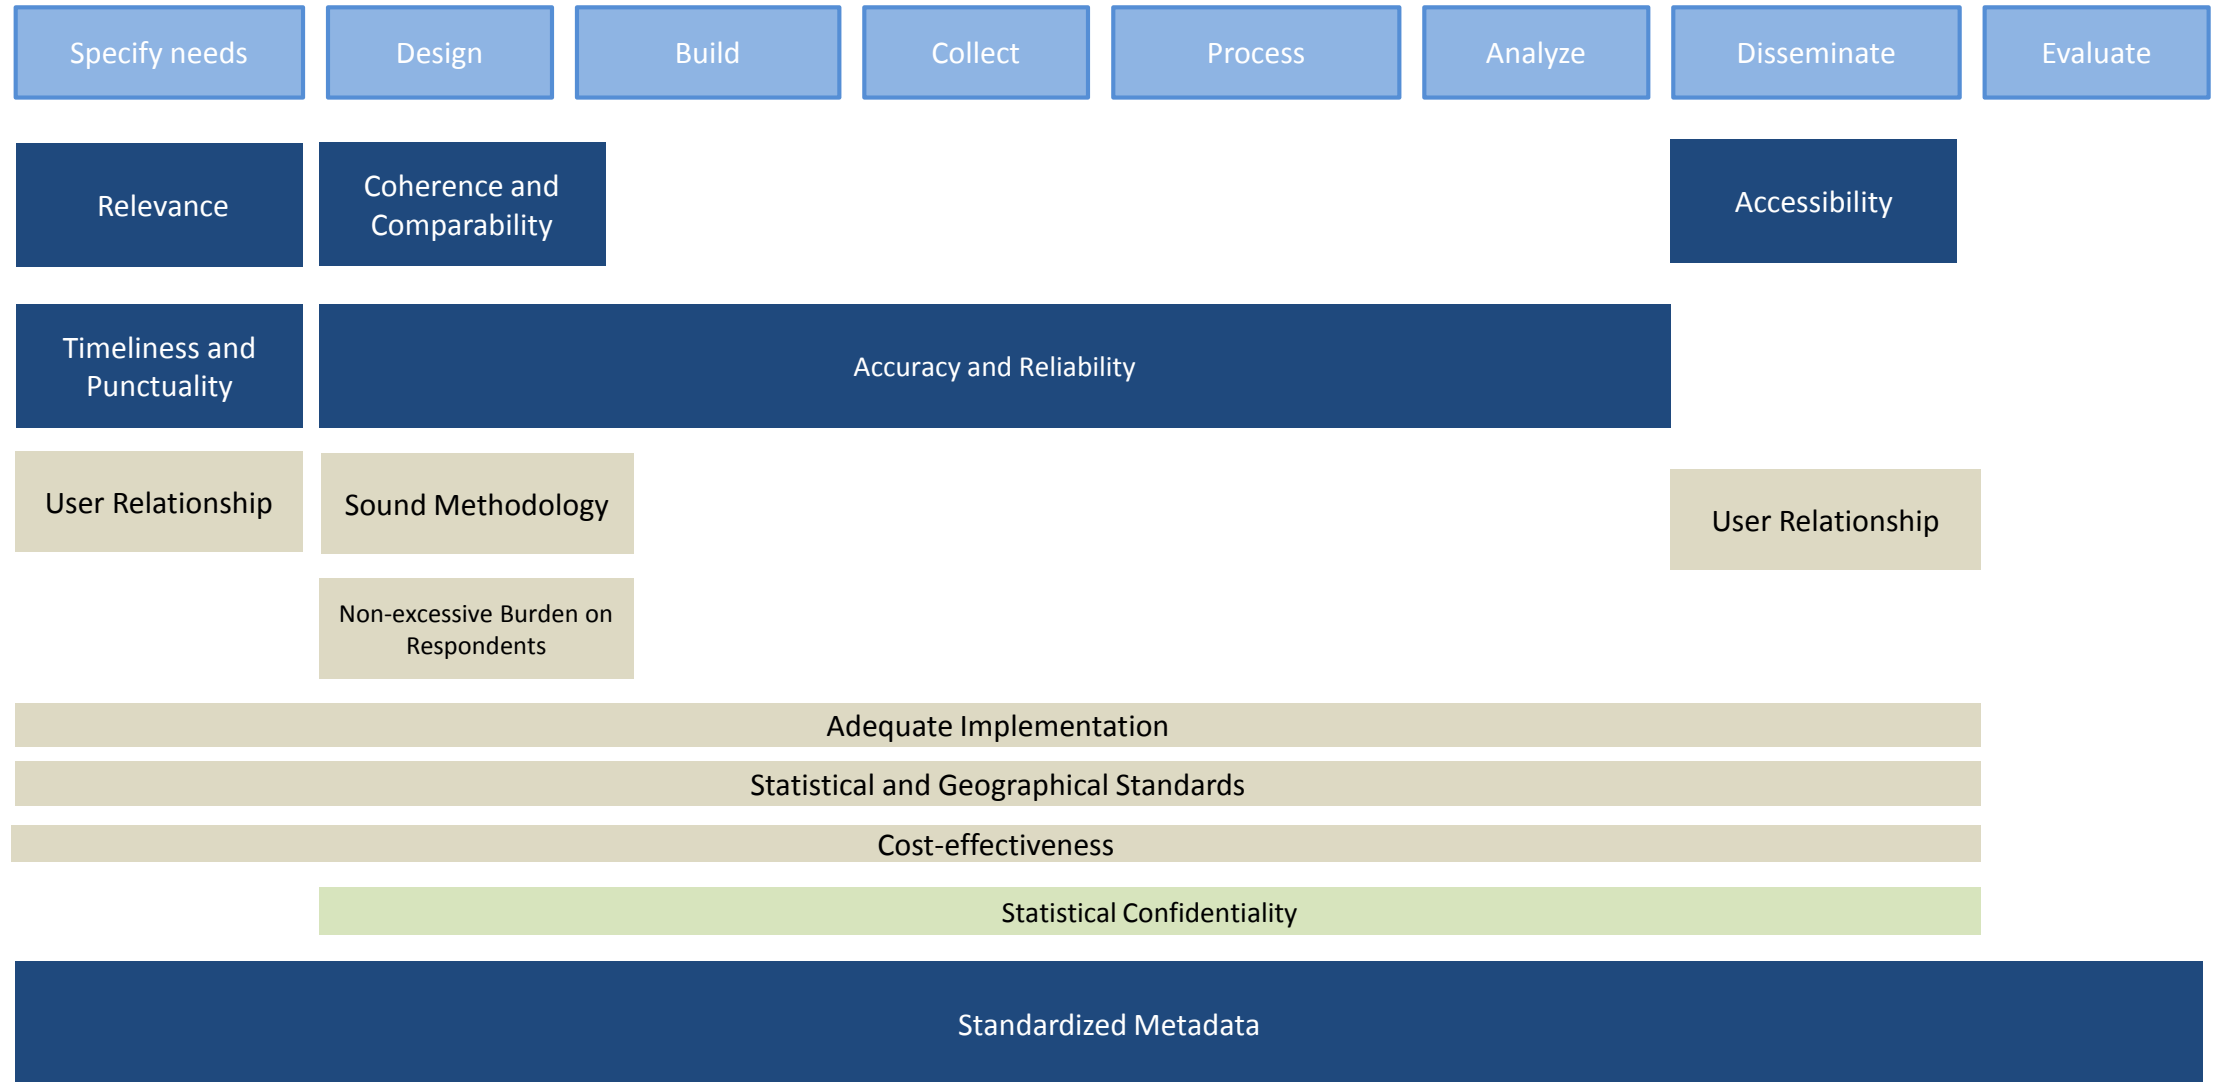 Specify needs
Design
Build
Collect
Process
Analyze
Disseminate
Evaluate
Relevance
Coherence and
Comparability
Accessibility
Timeliness and
Punctuality
Accuracy and Reliability
User Relationship
Sound Methodology
User Relationship
Non-excessive Burden on
Respondents
Adequate Implementation
Statistical and Geographical Standards
Cost-effectiveness
Statistical Confidentiality
Standardized Metadata